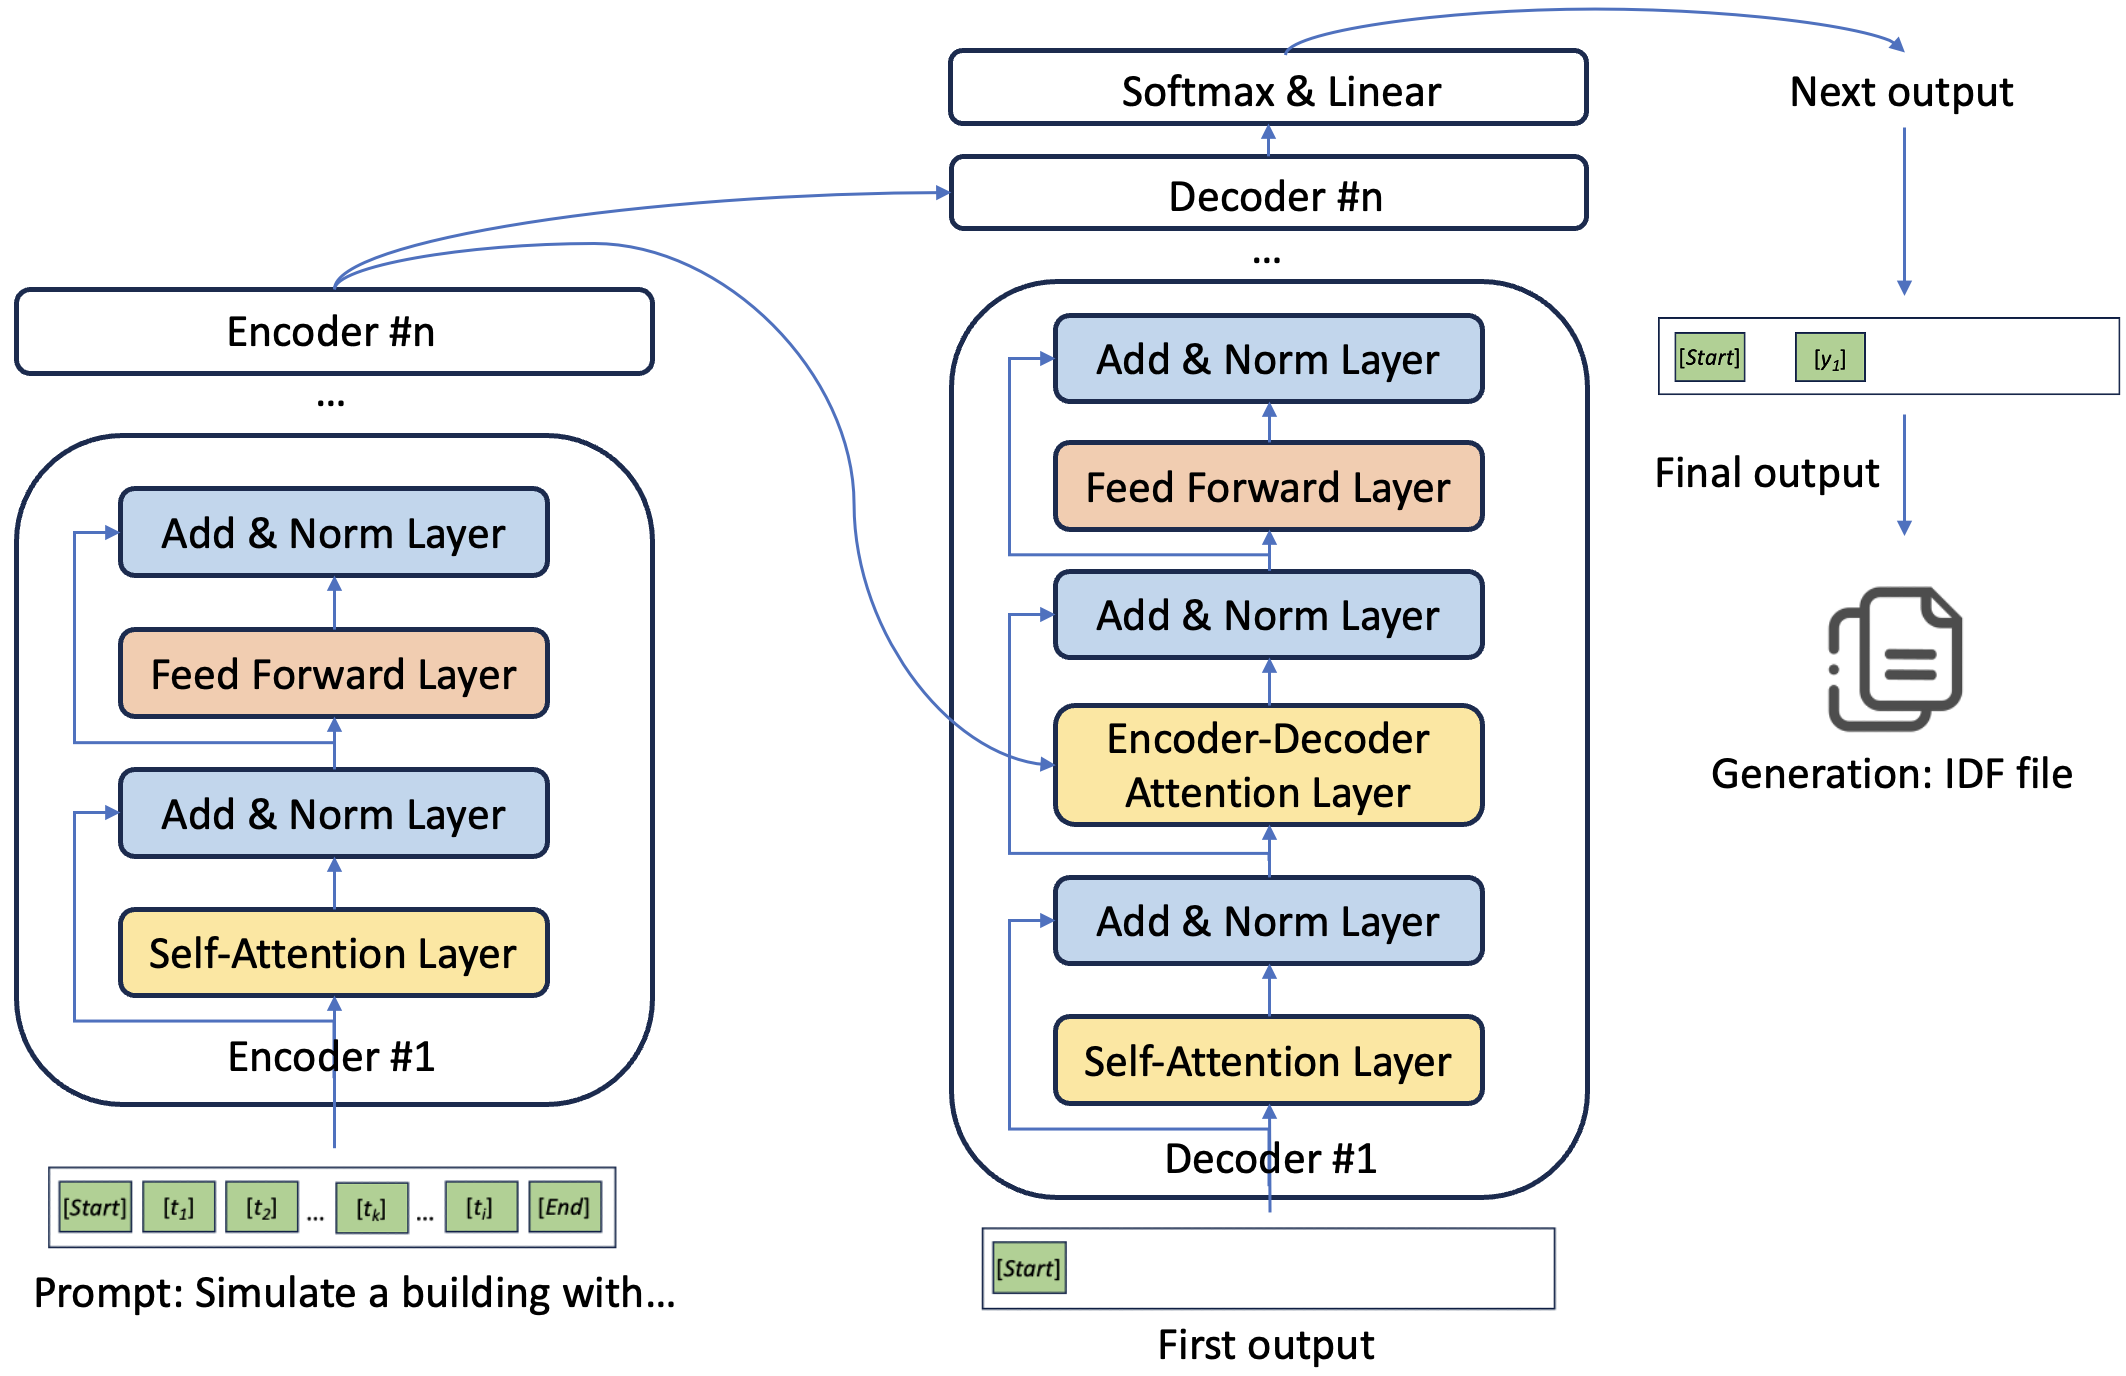 Softmax & Linear
Next output
Decoder #n
...
Encoder #n
...
Add & Norm Layer
Feed Forward Layer
Add & Norm Layer
Self-Attention Layer
Encoder #1
[Start] [t1] [t2] ... [tk] ... [ti] [End]
Prompt: Simulate a building with...
Add & Norm Layer
Feed Forward Layer
Add & Norm Layer
Encoder-Decoder
Attention Layer
Add & Norm Layer
Self-Attention Layer
Decoder #1
[Start]
First output
[Start] [y1]
Final output
Generation: IDF file